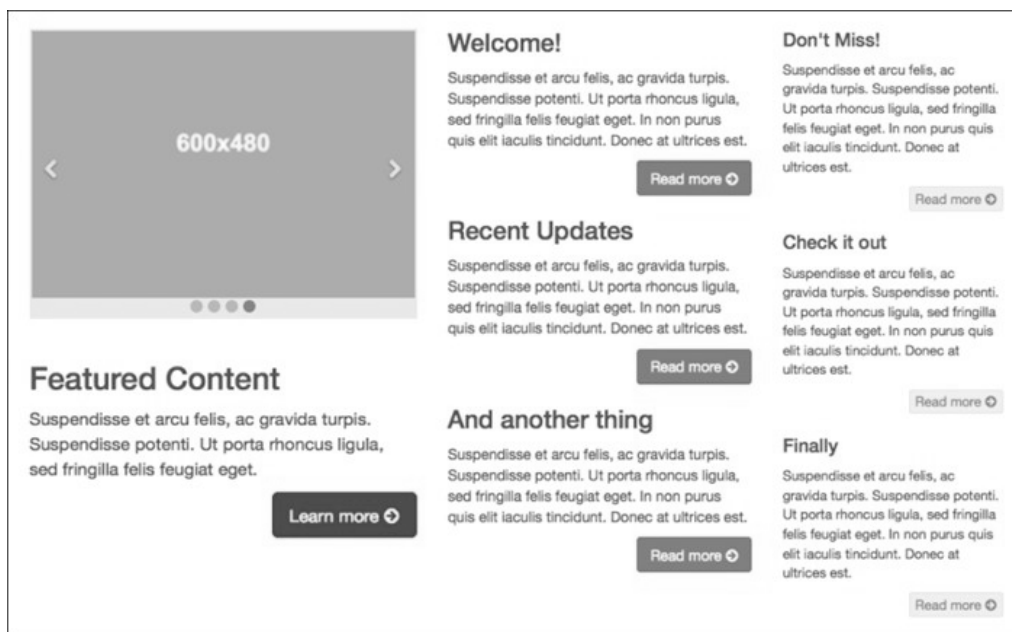 600x480
Featured Content
Suspendisse et arcu felis, ac gravida turpis.
Suspendisse potenti. Ut porta rhoncus ligula,
sed fringilla felis feugiat eget.
Learn more
Welcome!
Suspendisse et arcu felis, ac gravida turpis.
Suspendisse potenti. Ut porta rhoncus ligula,
sed fringilla felis feugiat eget. In non purus
quis elit iaculis tincidunt. Donec at ultrices est.
Read more
Recent Updates
Suspendisse et arcu felis, ac gravida turpis.
Suspendisse potenti. Ut porta rhoncus ligula,
sed fringilla felis feugiat eget. In non purus
quis elit iaculis tincidunt. Donec at ultrices est.
Read more
And another thing
Suspendisse et arcu felis, ac gravida turpis.
Suspendisse potenti. Ut porta rhoncus ligula,
sed fringilla felis feugiat eget. In non purus
quis elit iaculis tincidunt. Donec at ultrices est.
Read more
Don't Miss!
Suspendisse et arcu felis, ac
gravida turpis. Suspendisse potenti.
Ut porta rhoncus ligula, sed fringilla
felis feugiat eget. In non purus quis
elit iaculis tincidunt. Donec at
ultrices est.
Read more
Check it out
Suspendisse et arcu felis, ac
gravida turpis. Suspendisse potenti.
Ut porta rhoncus ligula, sed fringilla
felis feugiat eget. In non purus quis
elit iaculis tincidunt. Donec at
ultrices est.
Read more
Finally
Suspendisse et arcu felis, ac
gravida turpis. Suspendisse potenti.
Ut porta rhoncus ligula, sed fringilla
felis feugiat eget. In non purus quis
elit iaculis tincidunt. Donec at
ultrices est.
Read more